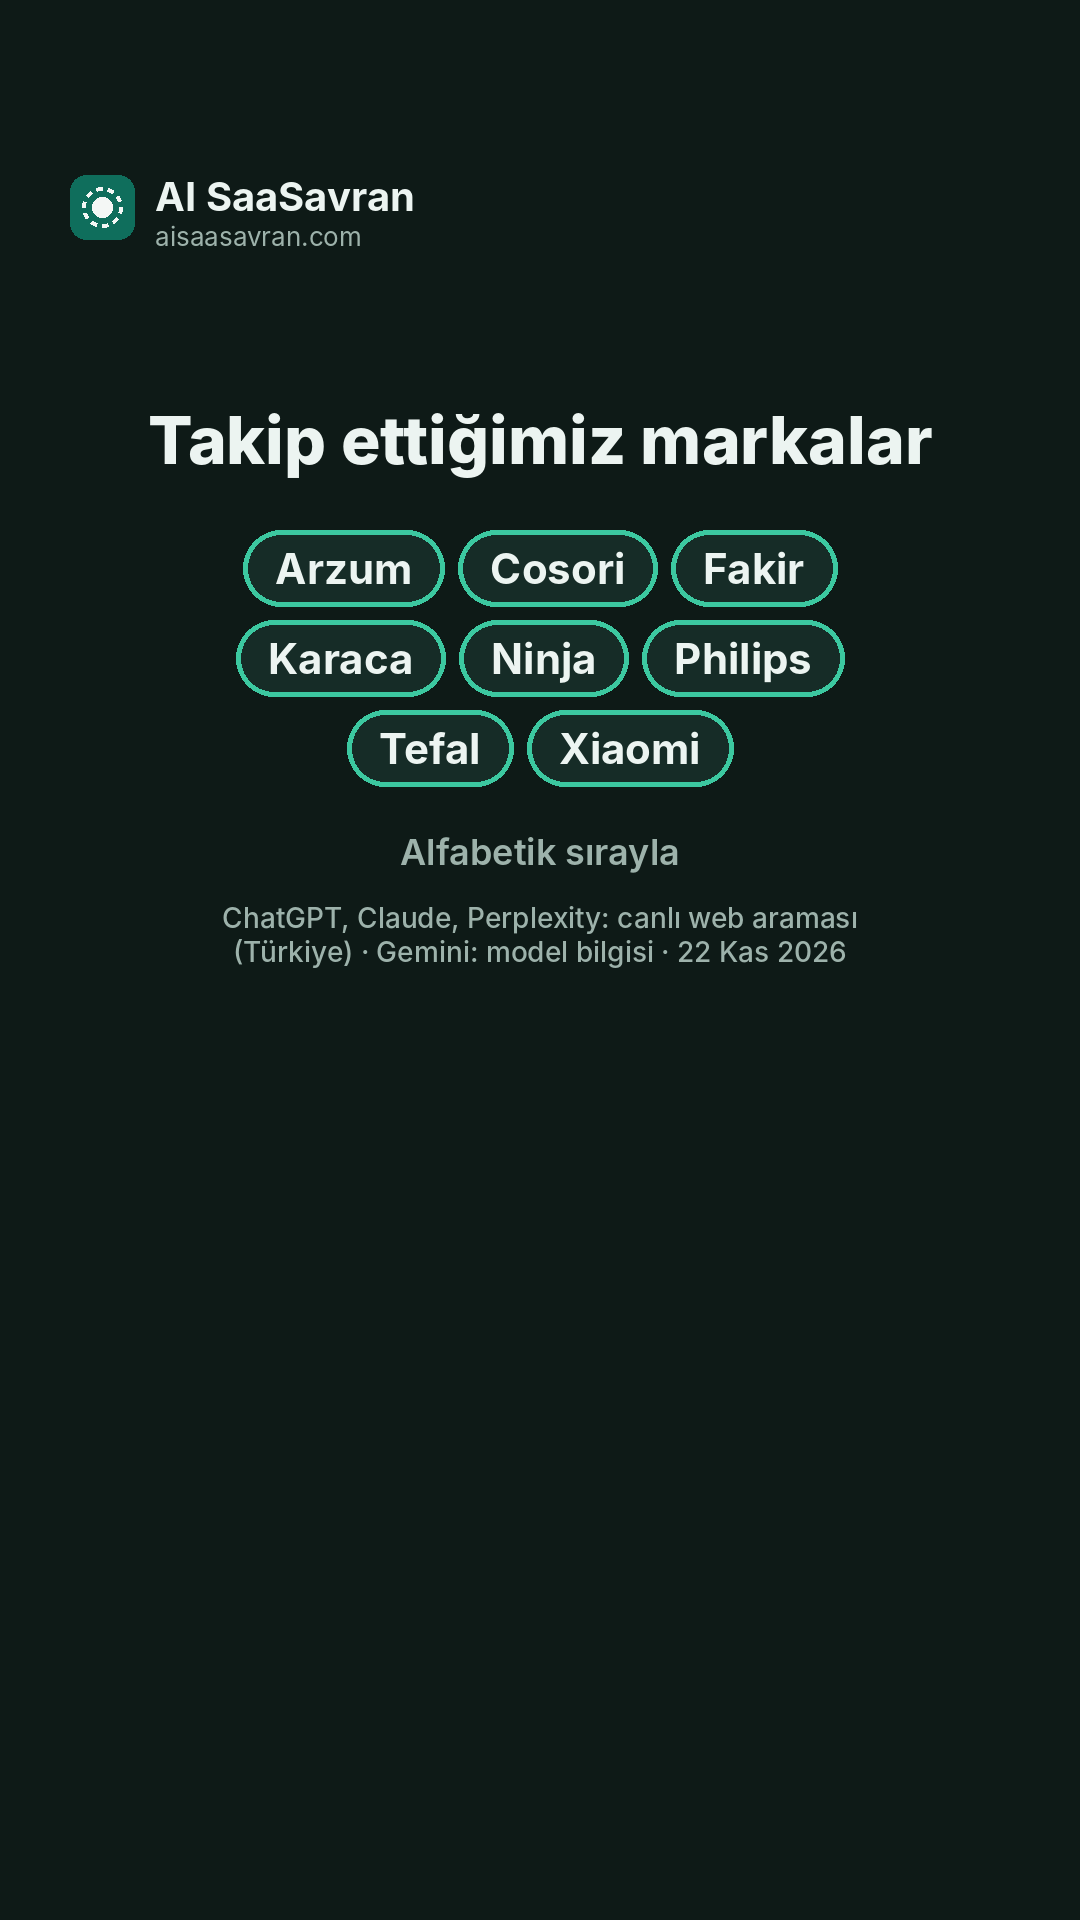 AI SaaSavran
aisaasavran.com
Takip ettiğimiz markalar
Arzum Cosori Fakir
Karaca Ninja Philips
Tefal Xiaomi
Alfabetik sırayla
ChatGPT, Claude, Perplexity: canlı web araması
(Türkiye) · Gemini: model bilgisi · 22 Kas 2026